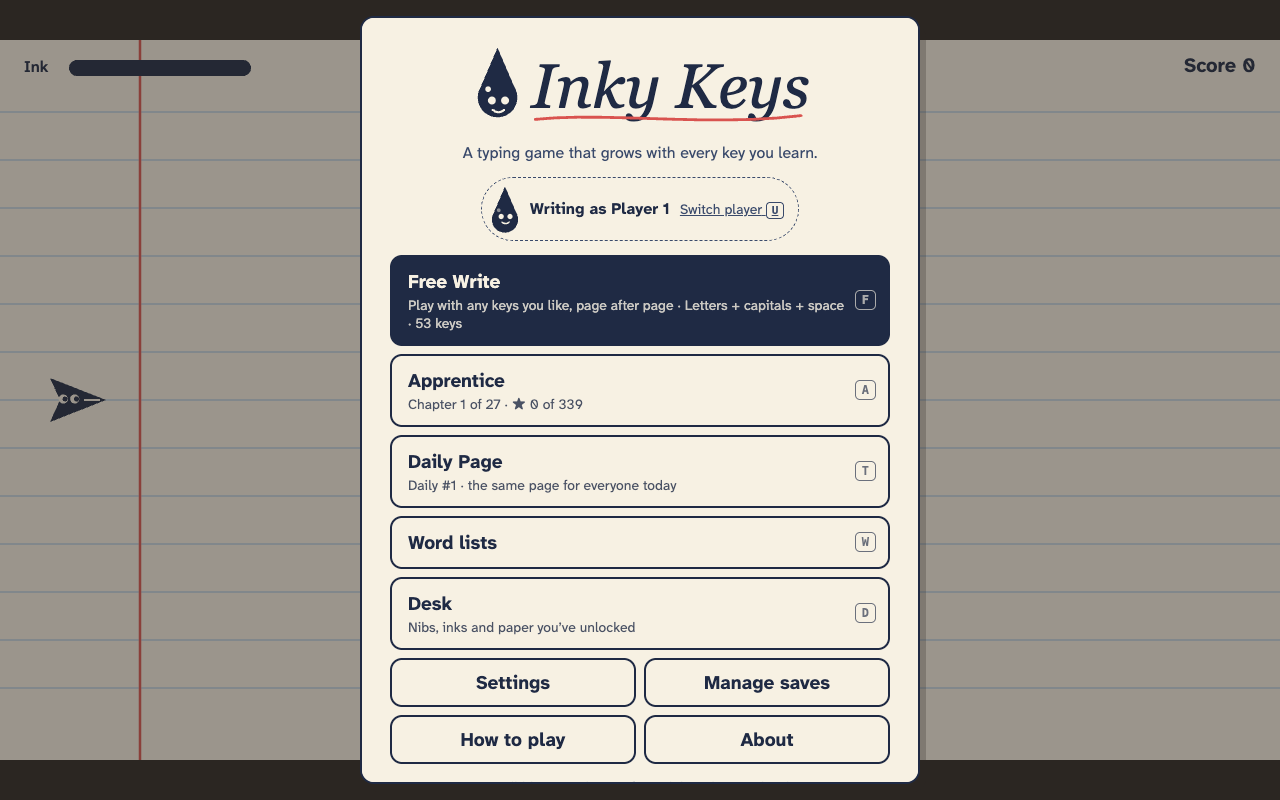 Ink
Score 0
Inky Keys
A typing game that grows with every key you learn.
Writing as Player 1 Switch player U
Free Write
Play with any keys you like, page after page · Letters + capitals + space
· 53 keys
F
Apprentice
Chapter 1 of 27 · ★ 0 of 339
A
Daily Page
Daily #1 · the same page for everyone today
T
Word lists
W
Desk
Nibs, inks and paper you've unlocked
D
Settings
Manage saves
How to play
About